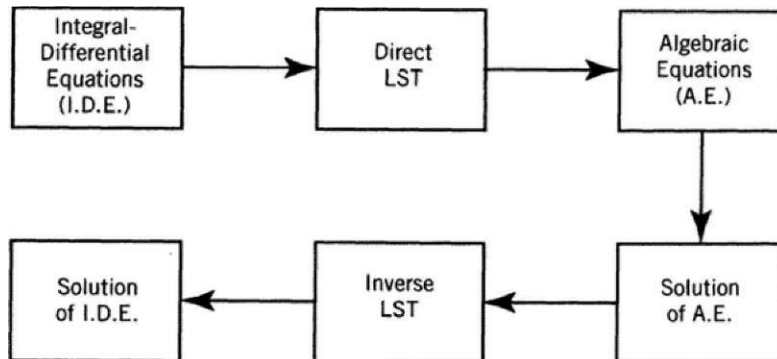 Integral-
Differential
Equations
(I.D.E.)
Direct
LST
Algebraic
Equations
(A.E.)
Solution
of I.D.E.
Inverse
LST
Solution
of A.E.